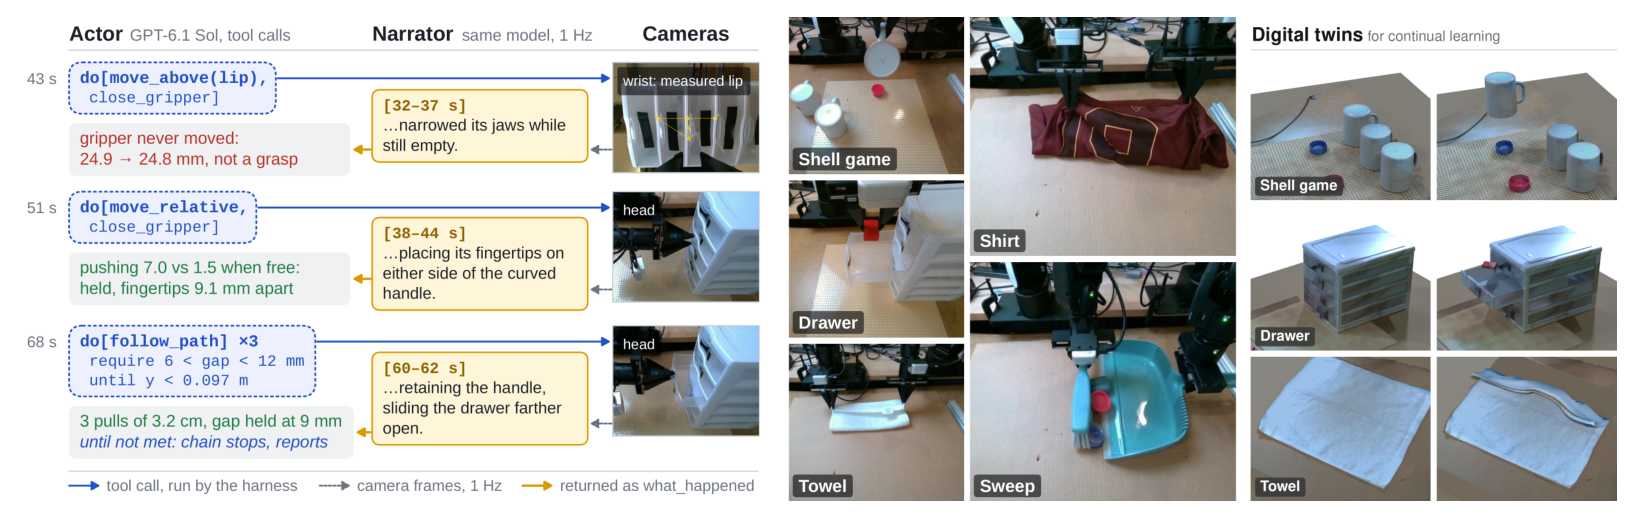 Actor GPT-6.1 Sol, tool calls
Narrator same model, 1 Hz
Cameras
43 s
do[move_above(lip),
close_gripper]
gripper never moved:
24.9 → 24.8 mm, not a grasp
[32–37 s]
…narrowed its jaws while
still empty.
wrist: measured lip
51 s
do[move_relative,
close_gripper]
pushing 7.0 vs 1.5 when free:
held, fingertips 9.1 mm apart
[38–44 s]
…placing its fingertips on
either side of the curved
handle.
head
68 s
do[follow_path] ×3
require 6 < gap < 12 mm
until y < 0.097 m
3 pulls of 3.2 cm, gap held at 9 mm
until not met: chain stops, reports
[60–62 s]
…retaining the handle,
sliding the drawer farther
open.
head
tool call, run by the harness
camera frames, 1 Hz
returned as what_happened
Shell game
Drawer
Towel
Shirt
Sweep
Digital twins for continual learning
Shell game
Drawer
Towel